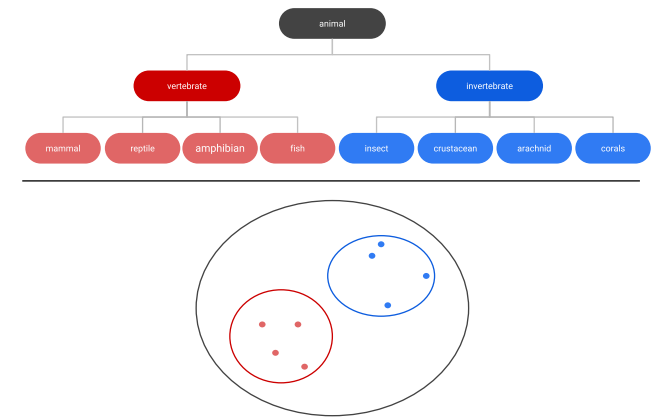 animal
vertebrate
invertebrate
mammal
reptile
amphibian
fish
insect
crustacean
arachnid
corals